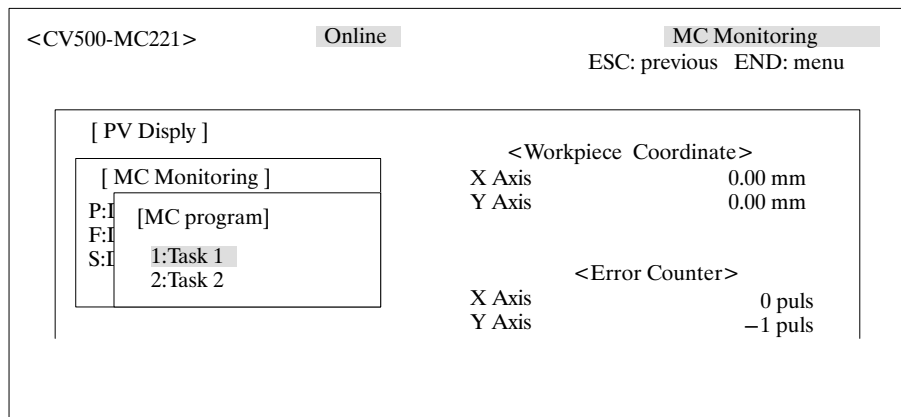 <CV500-MC221> Online MC Monitoring
ESC: previous END: menu
[ PV Disply ]
<Workpiece Coordinate>
[ MC Monitoring ]
X Axis 0.00 mm
Y Axis 0.00 mm
P:
[MC program]
F:
S:
1:Task 1
2:Task 2
<Error Counter>
X Axis 0 puls
Y Axis −1 puls